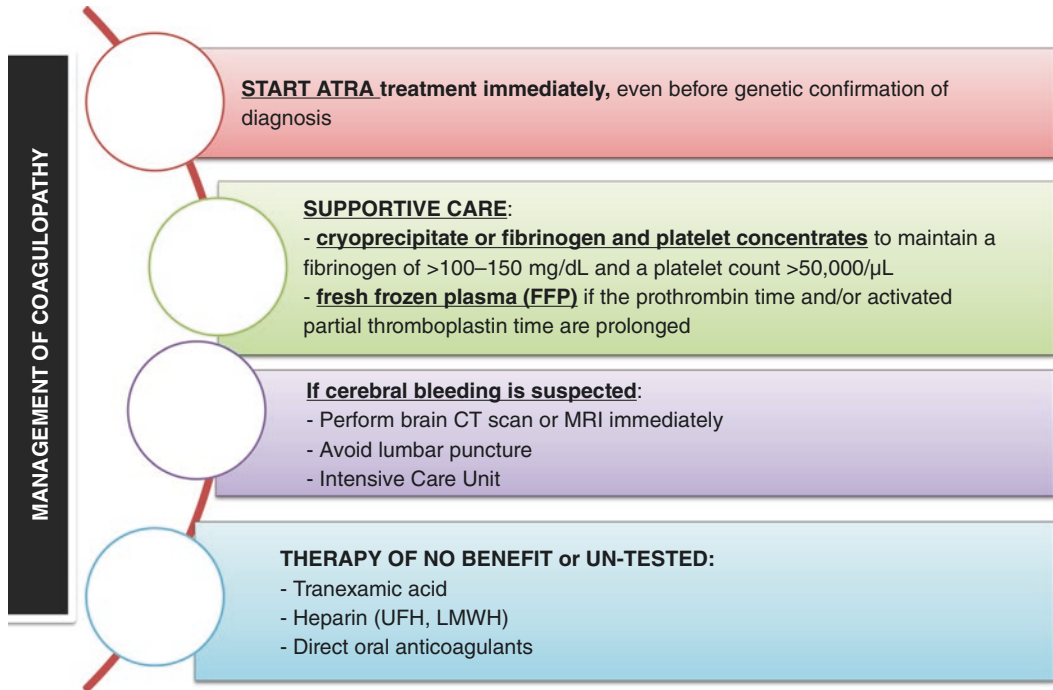 MANAGEMENT OF COAGULOPATHY
START ATRA treatment immediately, even before genetic confirmation of
diagnosis
SUPPORTIVE CARE:
- cryoprecipitate or fibrinogen and platelet concentrates to maintain a
fibrinogen of >100–150 mg/dL and a platelet count >50,000/µL
- fresh frozen plasma (FFP) if the prothrombin time and/or activated
partial thromboplastin time are prolonged
If cerebral bleeding is suspected:
- Perform brain CT scan or MRI immediately
- Avoid lumbar puncture
- Intensive Care Unit
THERAPY OF NO BENEFIT or UN-TESTED:
- Tranexamic acid
- Heparin (UFH, LMWH)
- Direct oral anticoagulants